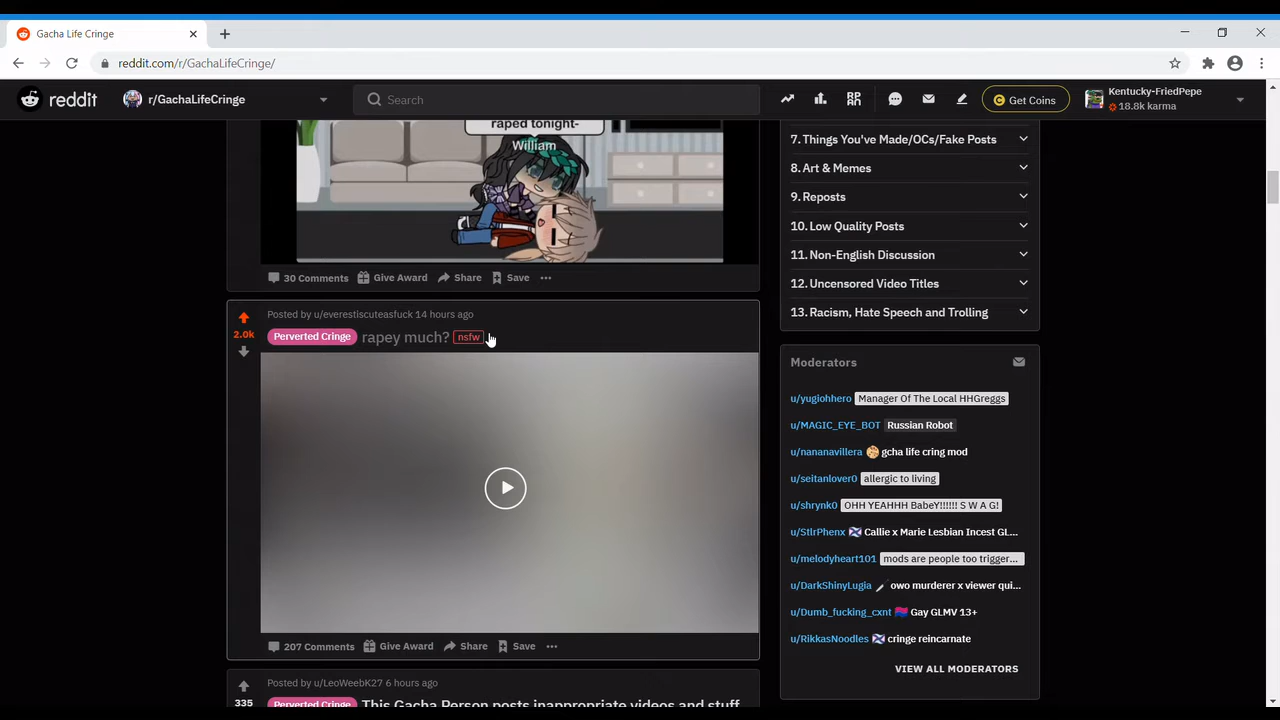 Gacha Life Cringe
reddit.com/r/GachaLifeCringe/
reddit
r/GachaLifeCringe
Search
Get Coins
Kentucky-FriedPepe
18.8k karma
raped tonight-
William
30 Comments Give Award Share Save
Posted by u/everestiscuteasfuck 14 hours ago
2.0k
Perverted Cringe rapey much? nsfw
207 Comments Give Award Share Save
Posted by u/LeoWeebK27 6 hours ago
335
Perverted Cringe This Gacha Person posts inappropriate videos and stuff
7. Things You've Made/OCs/Fake Posts
8. Art & Memes
9. Reposts
10. Low Quality Posts
11. Non-English Discussion
12. Uncensored Video Titles
13. Racism, Hate Speech and Trolling
Moderators
u/yugiohhero Manager Of The Local HHGreggs
u/MAGIC_EYE_BOT Russian Robot
u/nananavillera gcha life cring mod
u/seitanlover0 allergic to living
u/shrynk0 OHH YEAHHH BabeY!!!!!! S W A G!
u/StIrPhenx Callie x Marie Lesbian Incest GL...
u/melodyheart101 mods are people too trigger...
u/DarkShinyLugia owo murderer x viewer qui...
u/Dumb_fucking_cxnt Gay GLMV 13+
u/RikkasNoodles cringe reincarnate
VIEW ALL MODERATORS